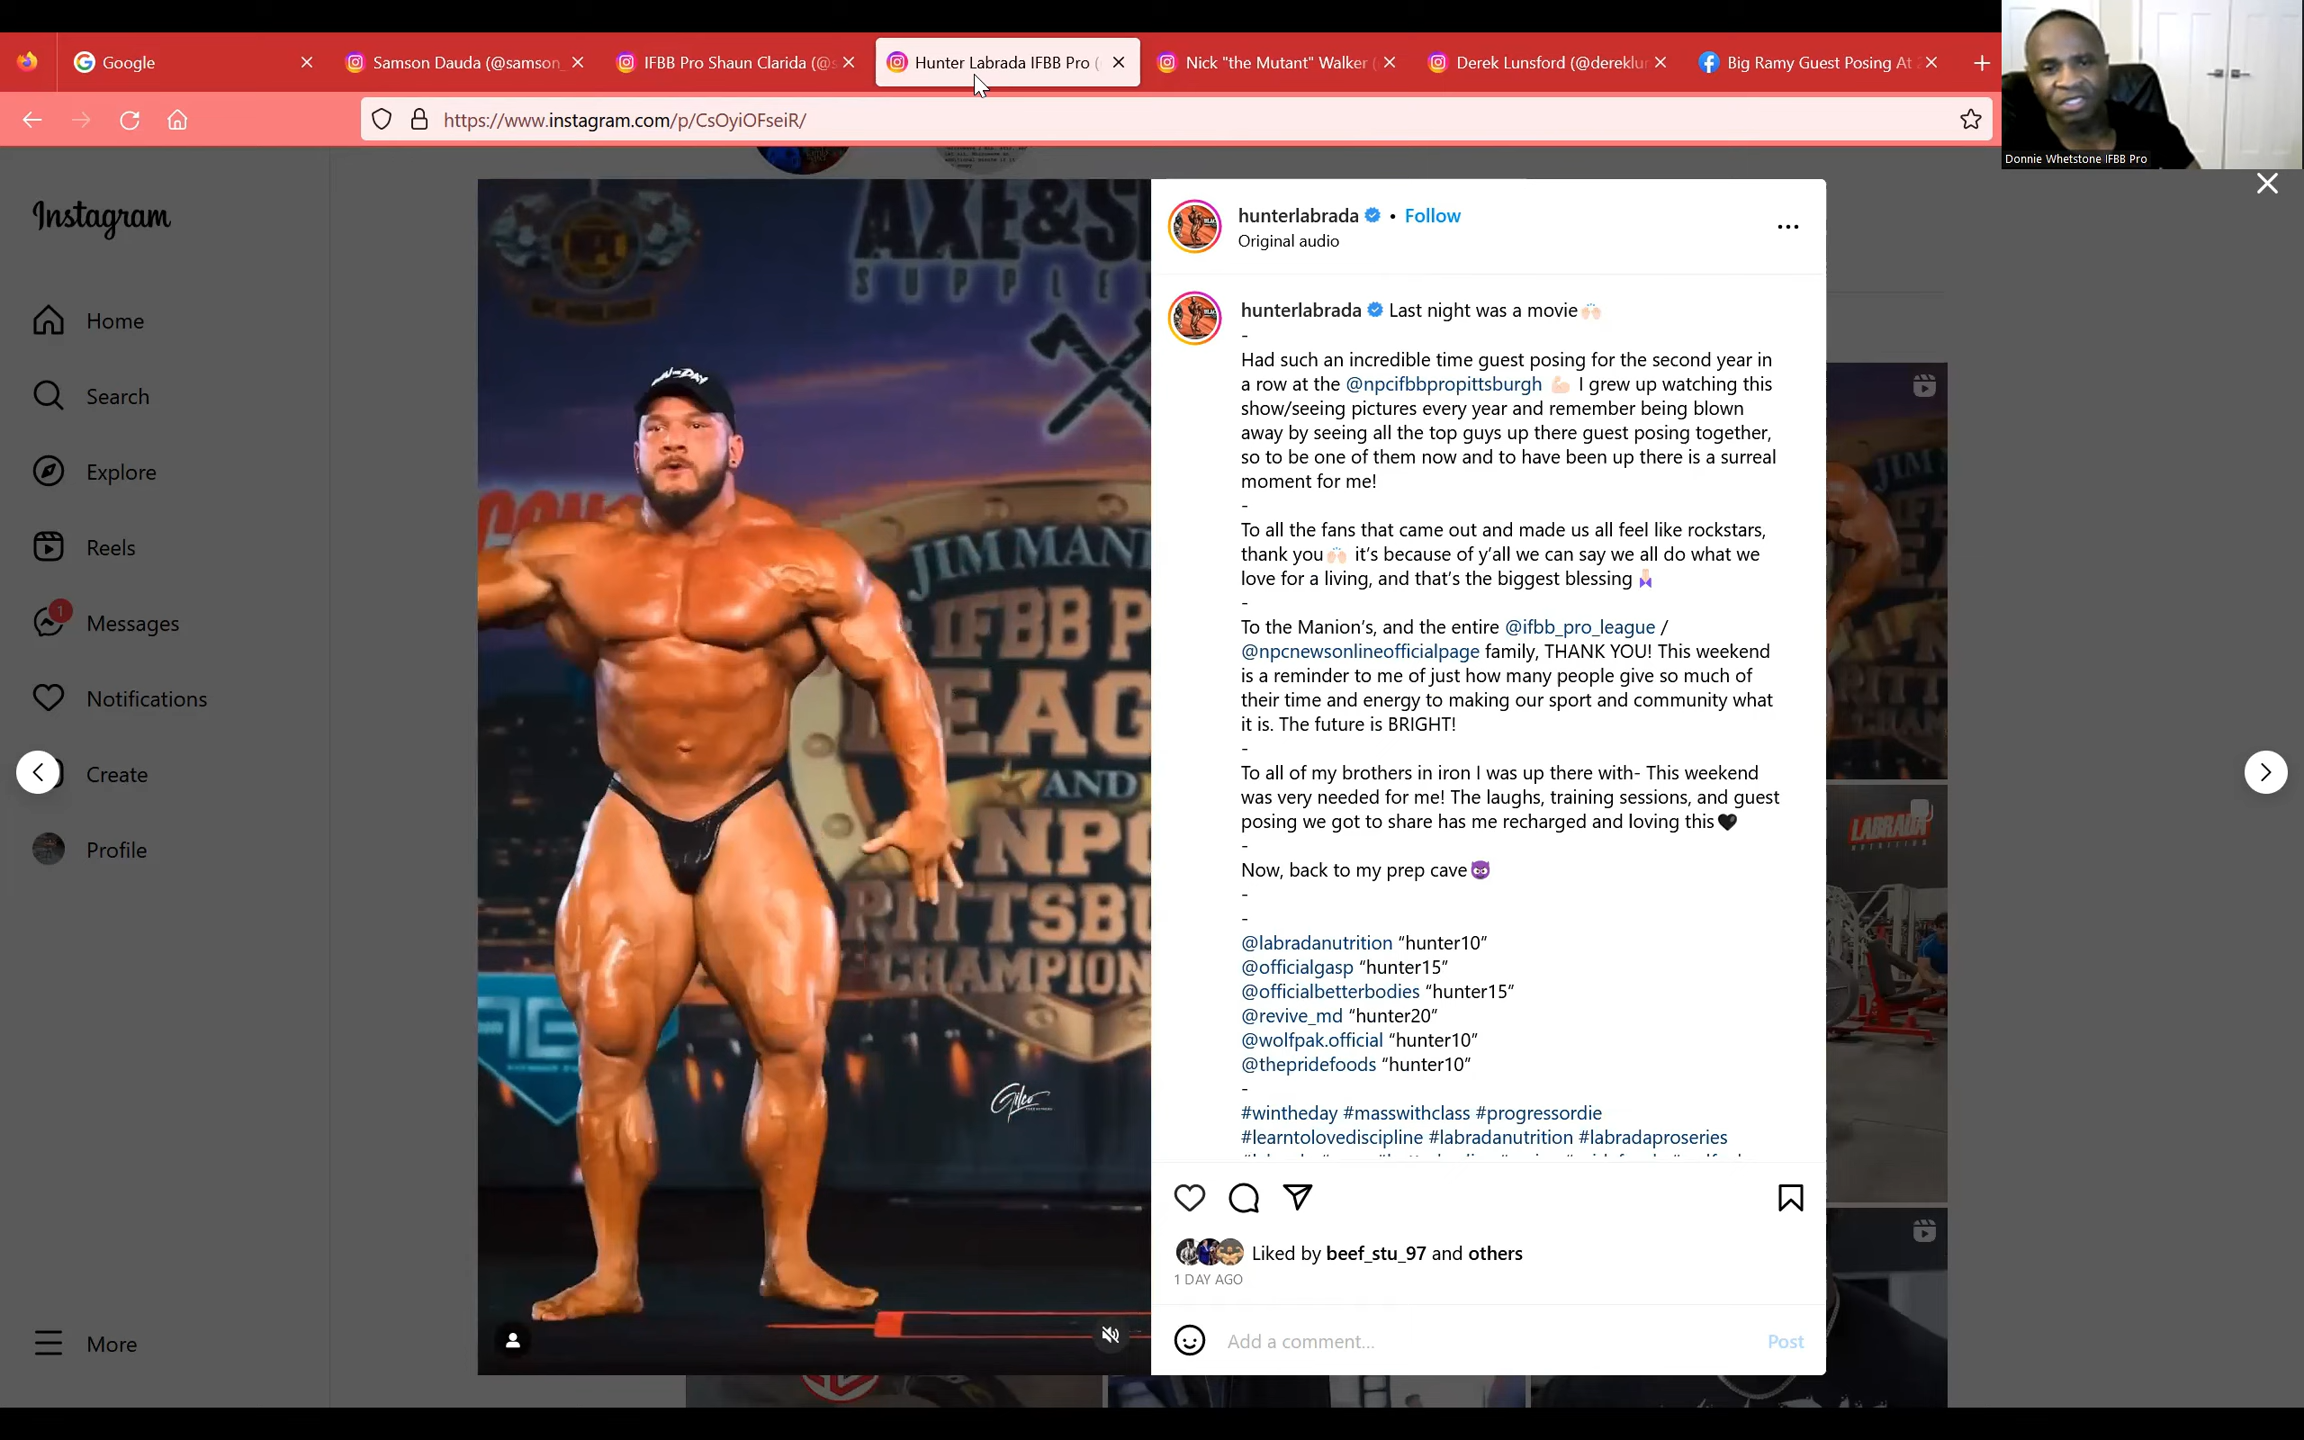 Google
Samson Dauda (@samson_
IFBB Pro Shaun Clarida (@s
Hunter Labrada IFBB Pro (
Nick "the Mutant" Walker (
Derek Lunsford (@dereklur
Big Ramy Guest Posing At
https://www.instagram.com/p/CsOyiOFseiR/
Donnie Whetstone IFBB Pro
Instagram
Home
Search
Explore
Reels
1
Messages
Notifications
Create
Profile
More
AXE&S
SUPPLE
JIM MANI
IFBB P
LEAG
AND
NPC
PITTSBU
CHAMPION
Gilco
LABRADA
hunterlabrada • Follow
Original audio
hunterlabrada Last night was a movie🙌🏻
-
Had such an incredible time guest posing for the second year in
a row at the @npcifbbpropittsburgh 💪🏻 I grew up watching this
show/seeing pictures every year and remember being blown
away by seeing all the top guys up there guest posing together,
so to be one of them now and to have been up there is a surreal
moment for me!
-
To all the fans that came out and made us all feel like rockstars,
thank you🙌🏻 it’s because of y’all we can say we all do what we
love for a living, and that’s the biggest blessing🙏🏻
-
To the Manion’s, and the entire @ifbb_pro_league /
@npcnewsonlineofficialpage family, THANK YOU! This weekend
is a reminder to me of just how many people give so much of
their time and energy to making our sport and community what
it is. The future is BRIGHT!
-
To all of my brothers in iron I was up there with- This weekend
was very needed for me! The laughs, training sessions, and guest
posing we got to share has me recharged and loving this🖤
-
Now, back to my prep cave😈
-
-
@labradanutrition “hunter10”
@officialgasp “hunter15”
@officialbetterbodies “hunter15”
@revive_md “hunter20”
@wolfpak.official “hunter10”
@thepridefoods “hunter10”
-
#wintheday #masswithclass #progressordie
#learntolovediscipline #labradanutrition #labradaproseries
Liked by beef_stu_97 and others
1 DAY AGO
Add a comment...
Post